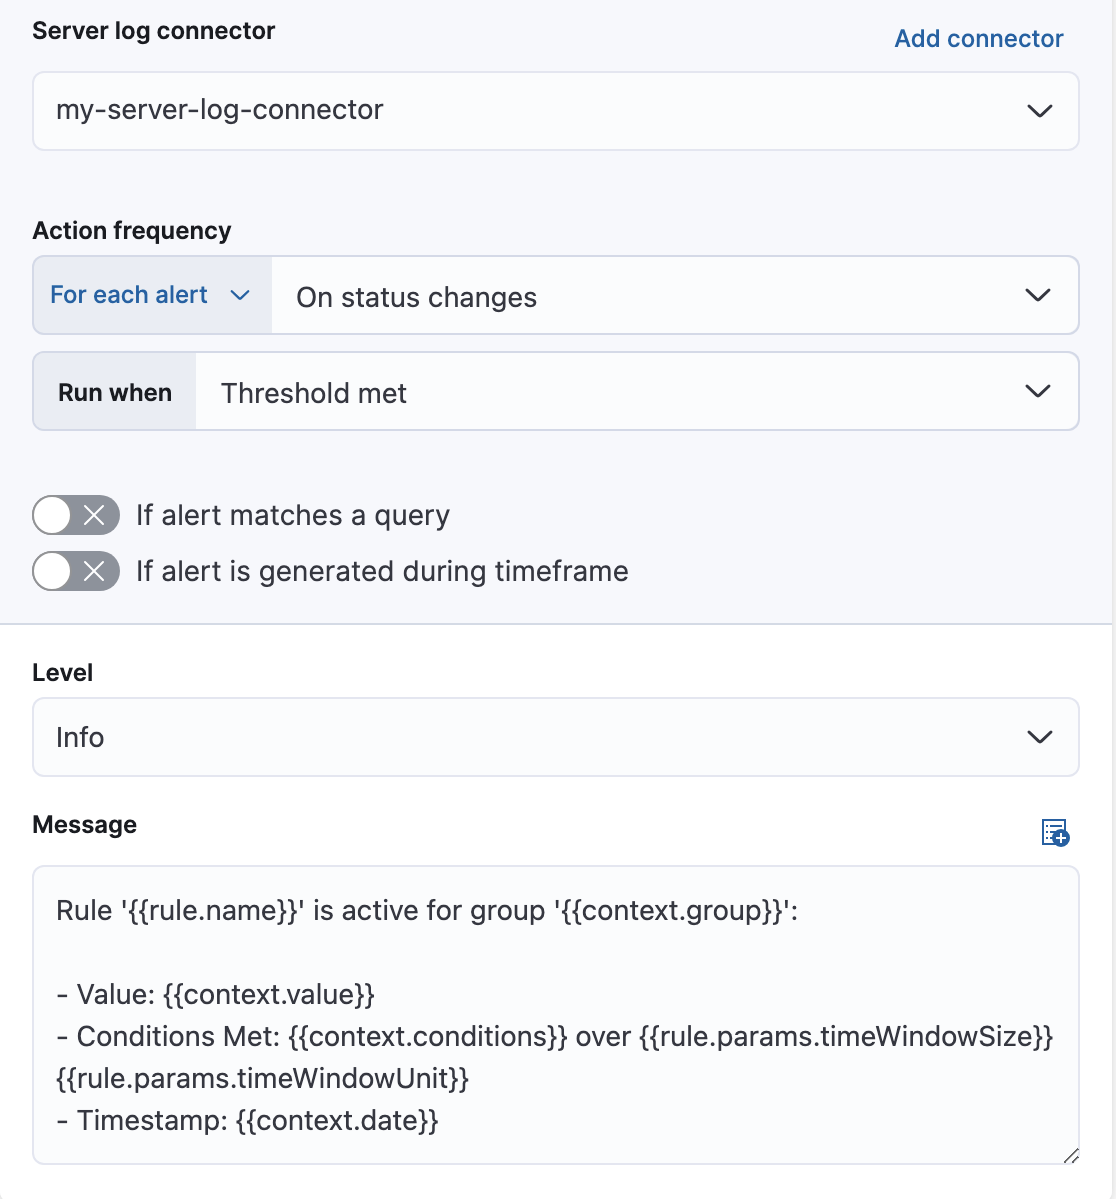 Server log connector
Add connector
my-server-log-connector
Action frequency
For each alert
On status changes
Run when
Threshold met
If alert matches a query
If alert is generated during timeframe
Level
Info
Message
Rule '{{rule.name}}' is active for group '{{context.group}}':
- Value: {{context.value}}
- Conditions Met: {{context.conditions}} over {{rule.params.timeWindowSize}}
{{rule.params.timeWindowUnit}}
- Timestamp: {{context.date}}